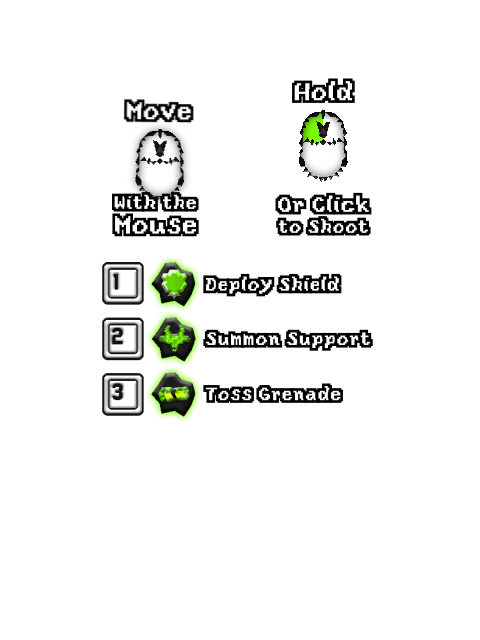 Move
With the
Mouse
Hold
Or Click
to Shoot
1 Deploy Shield
2 Summon Support
3 Toss Grenade